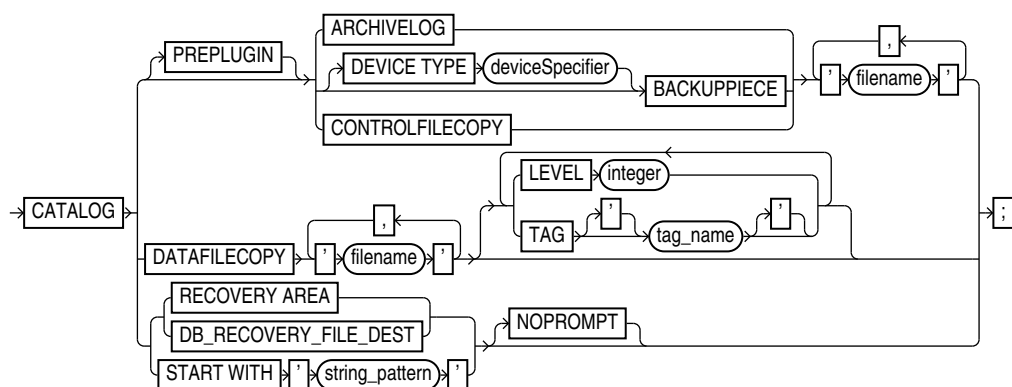 ARCHIVELOG
,
PREPLUGIN
DEVICE TYPE deviceSpecifier
' filename '
BACKUPPIECE
CONTROLFILECOPY
LEVEL integer
CATALOG
, ' '
;
TAG tag_name
DATAFILECOPY ' filename '
RECOVERY AREA
NOPROMPT
DB_RECOVERY_FILE_DEST
START WITH ' string_pattern '